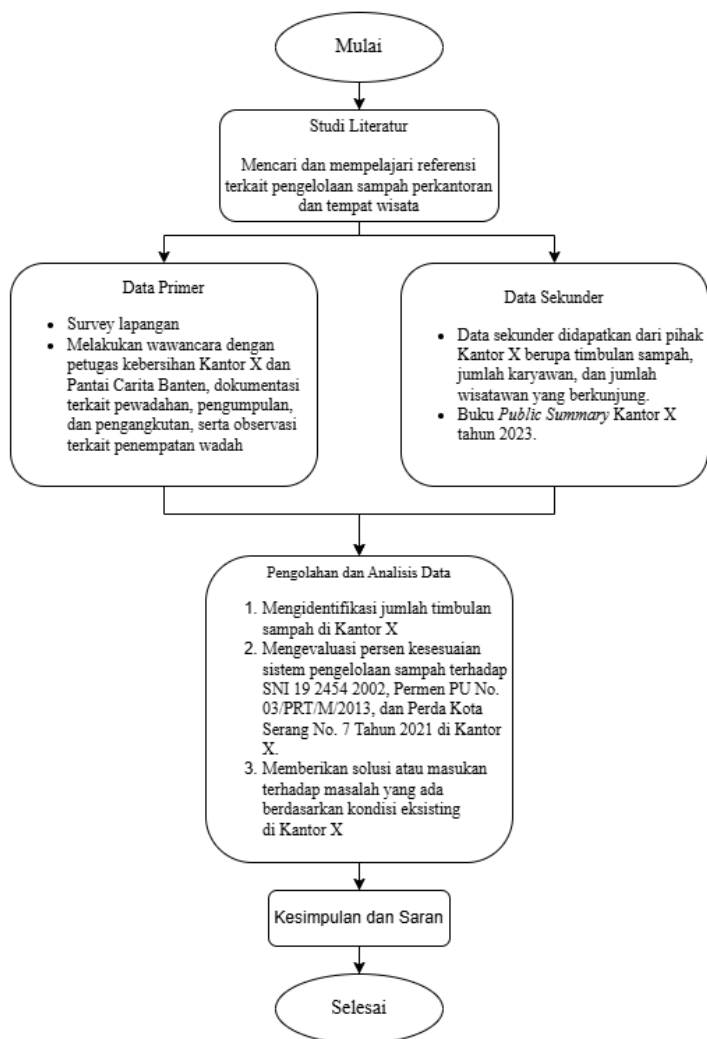 Mulai
Studi Literatur
Mencari dan mempelajari referensi
terkait pengelolaan sampah perkantoran
dan tempat wisata
Data Primer
• Survey lapangan
• Melakukan wawancara dengan
petugas kebersihan Kantor X dan
Pantai Carita Banten, dokumentasi
terkait pewadahan, pengumpulan,
dan pengangkutan, serta observasi
terkait penempatan wadah
Data Sekunder
• Data sekunder didapatkan dari pihak
Kantor X berupa timbulan sampah,
jumlah karyawan, dan jumlah
wisatawan yang berkunjung.
• Buku Public Summary Kantor X
tahun 2023.
Pengolahan dan Analisis Data
1. Mengidentifikasi jumlah timbulan
sampah di Kantor X
2. Mengevaluasi persen kesesuaian
sistem pengelolaan sampah terhadap
SNI 19 2454 2002, Permen PU No.
03/PRT/M/2013, dan Perda Kota
Serang No. 7 Tahun 2021 di Kantor
X.
3. Memberikan solusi atau masukan
terhadap masalah yang ada
berdasarkan kondisi eksisting
di Kantor X
Kesimpulan dan Saran
Selesai